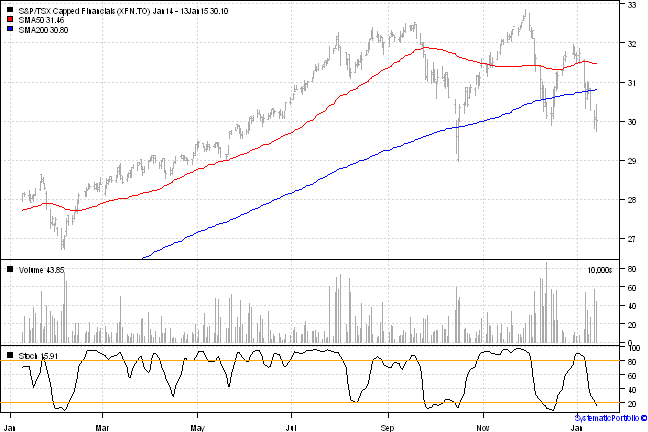 S&P/TSX Capped Financials (XFN.TO) Jan 14 - 13Jan15 30.10
SMA50 31.46
SMA200 30.80
33
32
31
30
29
28
27
Volume 43.85
10,000s
80
60
40
20
0
Stoch 15.91
100
80
60
40
20
Jan
Mar
May
Jul
Sep
Nov
Jan
SystematicPortfolio ©